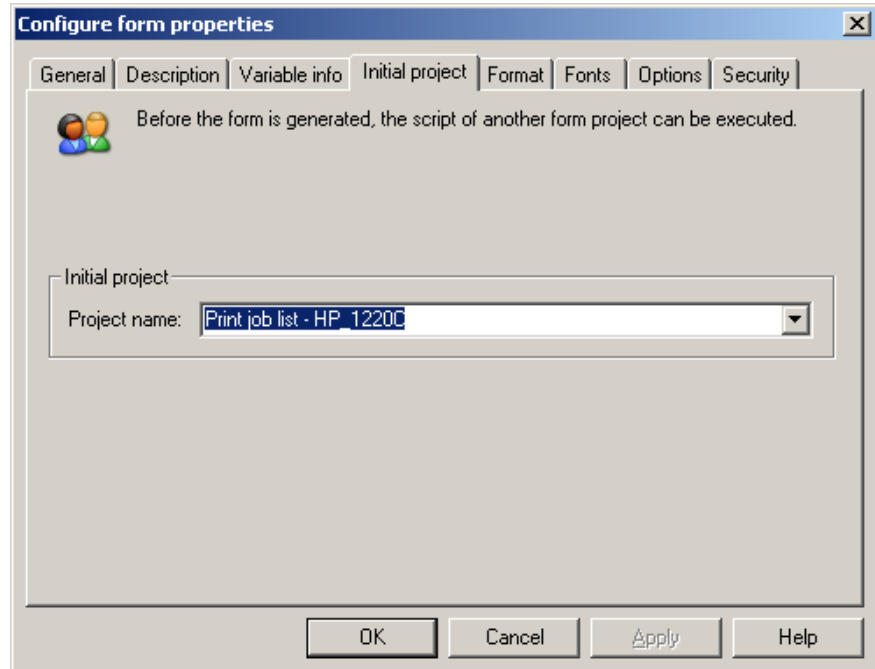 Configure form properties
General Description Variable info Initial project Format Fonts Options Security
Before the form is generated, the script of another form project can be executed.
Initial project
Project name: Print job list - HP_1220C
OK Cancel Apply Help